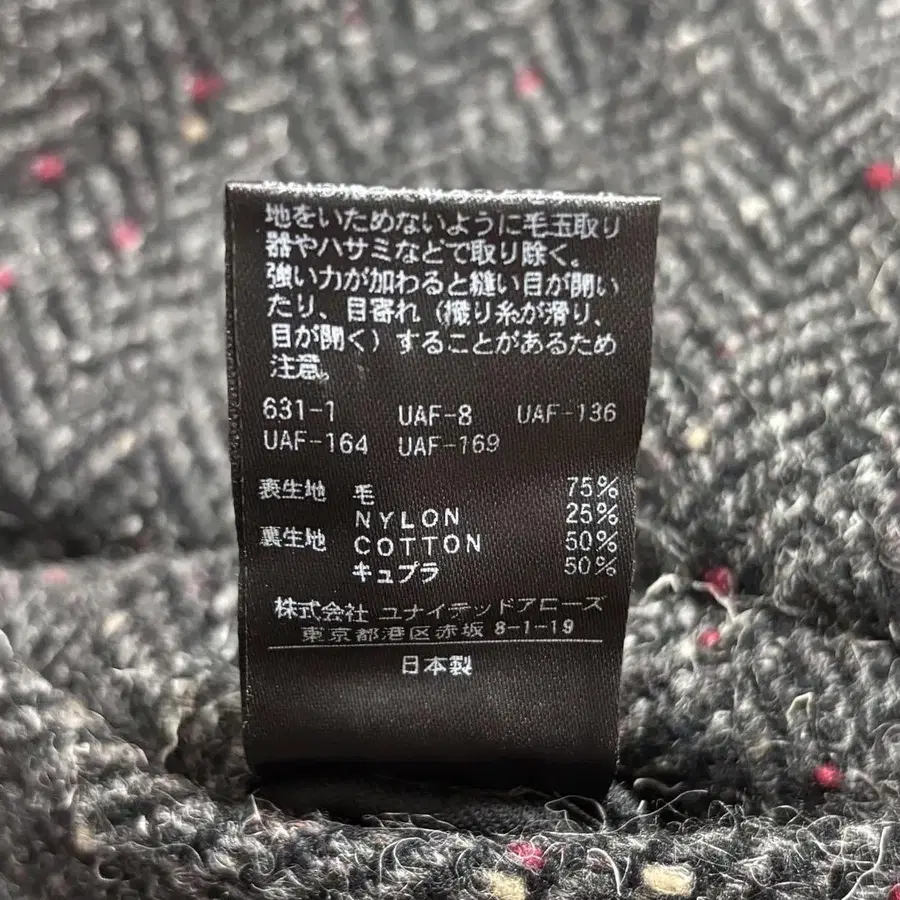 地をいためないように毛玉取り
器やハサミなどで取り除く。
強い力が加わると縫い目が開い
たり、目寄れ（撚り糸が滑り、
目が開く）することがあるため
注意。
631-1 UAF-8 UAF-136
UAF-164 UAF-169
表生地 毛 75%
NYLON 25%
裏生地 COTTON 50%
キュプラ 50%
株式会社 ユナイテッドアローズ
東京都港区赤坂 8-1-19
日本製